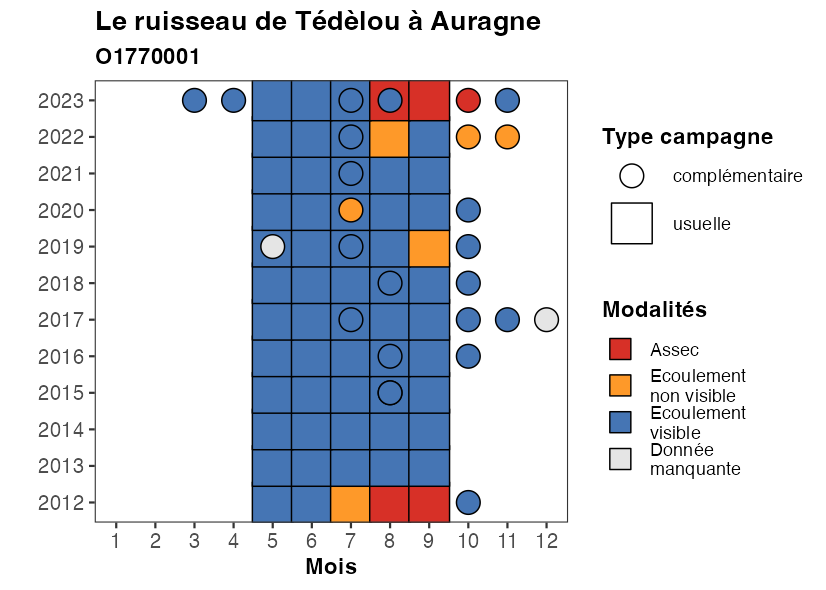 Le ruisseau de Tédèlou à Auragne
O1770001
2023
2022
2021
2020
2019
2018
2017
2016
2015
2014
2013
2012
1 2 3 4 5 6 7 8 9 10 11 12
Mois
Type campagne
complémentaire
usuelle
Modalités
Assec
Ecoulement
non visible
Ecoulement
visible
Donnée
manquante